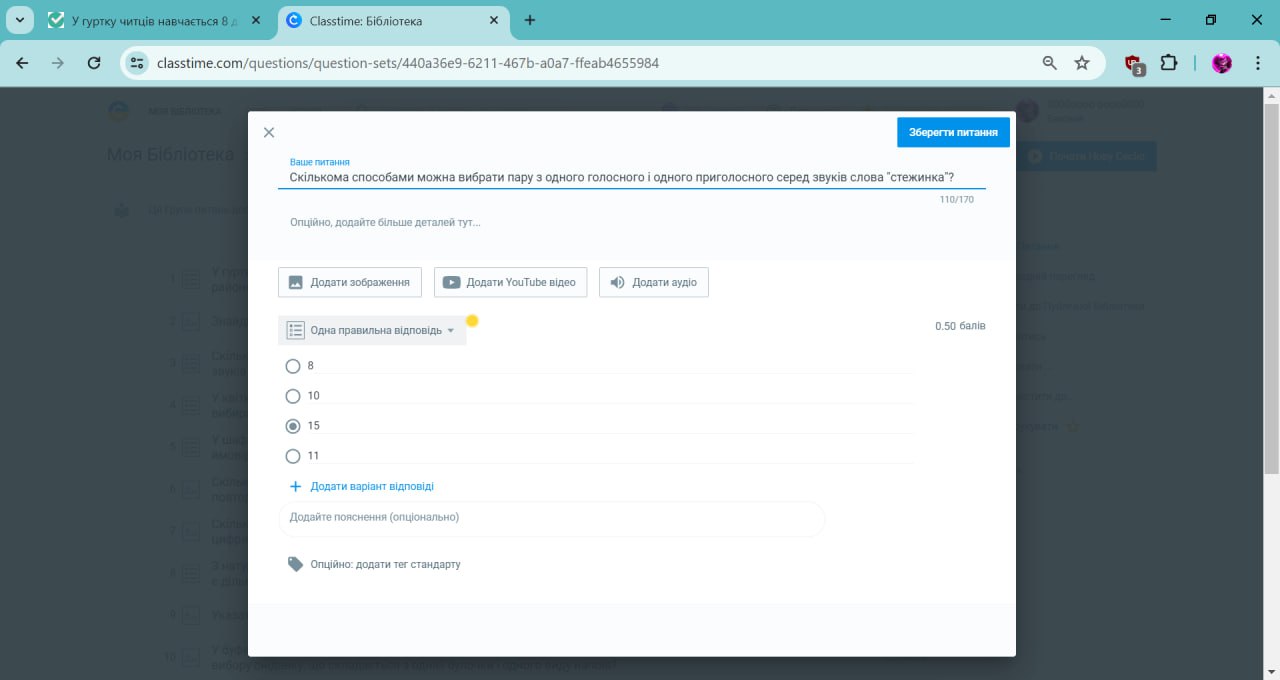 У гуртку читців навчається 8 д
Classtime: Бібліотека
classtime.com/questions/question-sets/440a36e9-6211-467b-a0a7-ffeab4655984
3
МОЯ БІБЛІОТЕКА
Моя Бібліотека
Зберегти питання
Ваше питання
Скількома способами можна вибрати пару з одного голосного і одного приголосного серед звуків слова "стежинка"?
110/170
Опційно, додайте більше деталей тут...
Додати зображення
Додати YouTube відео
Додати аудіо
Одна правильна відповідь
0.50 балів
8
10
15
11
Додати варіант відповіді
Додайте пояснення (опціонально)
Опційно: додати тег стандарту
1
2
3
4
5
6
7
8
9
10